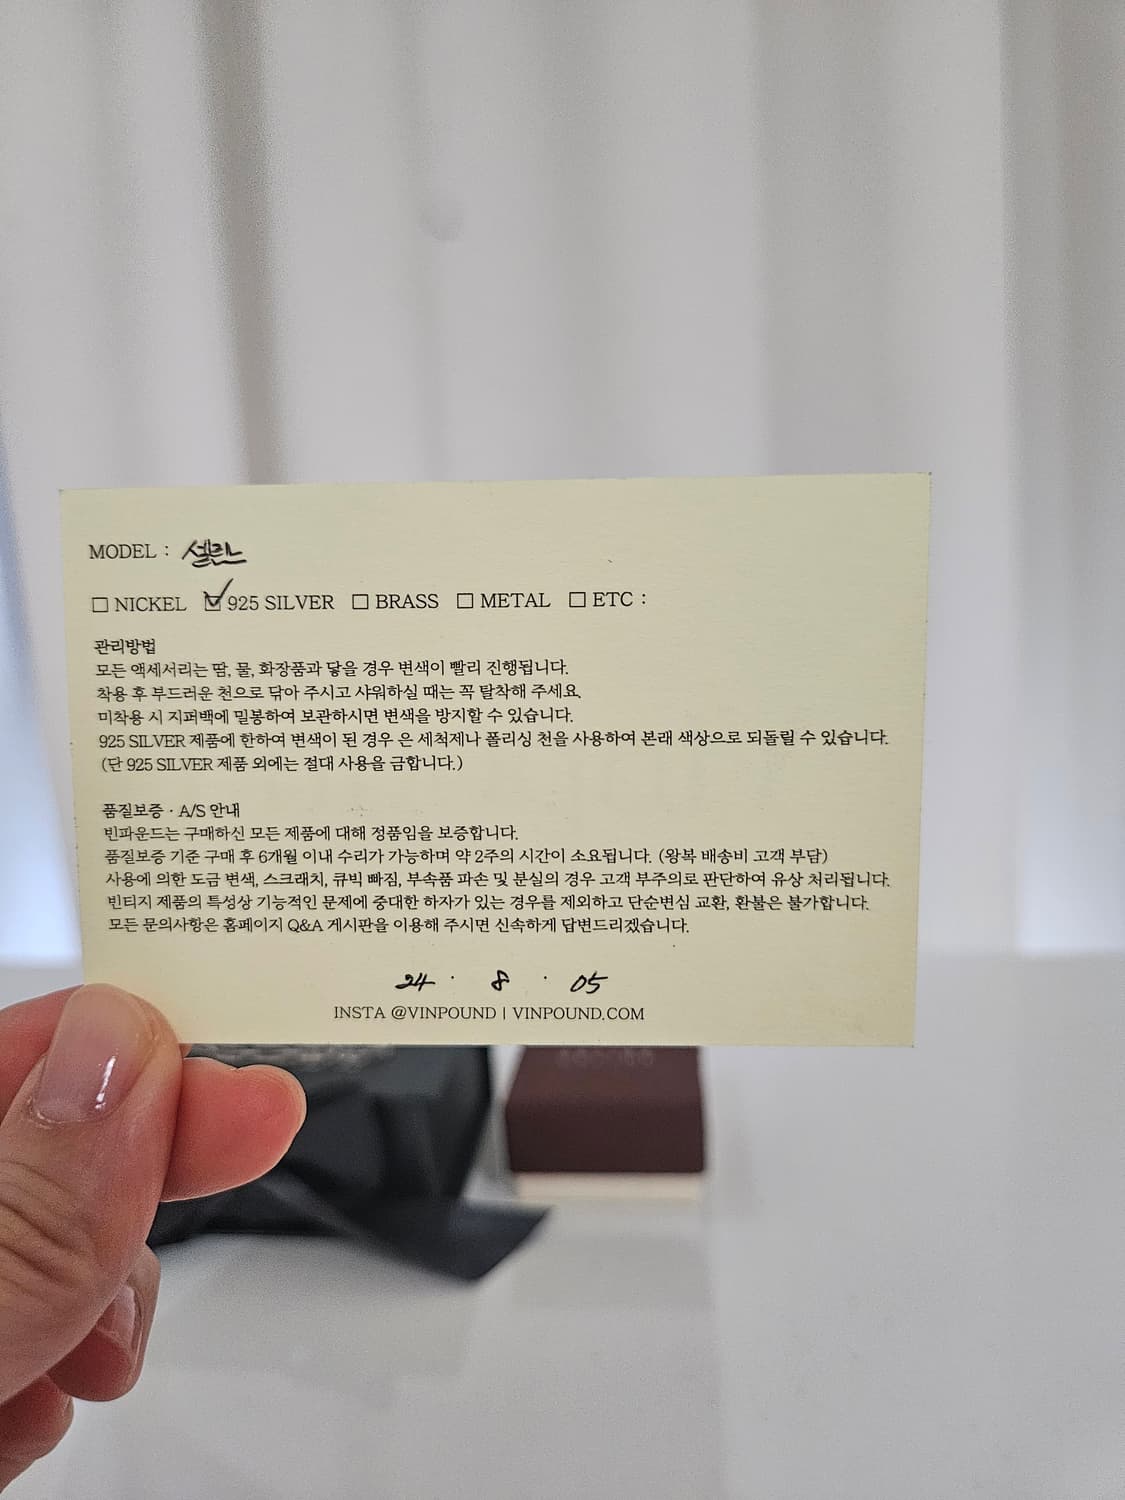 MODEL : 셀린느
☐ NICKEL ☑ 925 SILVER ☐ BRASS ☐ METAL ☐ ETC :
관리방법
모든 액세서리는 땀, 물, 화장품과 닿을 경우 변색이 빨리 진행됩니다.
착용 후 부드러운 천으로 닦아 주시고 샤워하실 때는 꼭 탈착해 주세요.
미착용 시 지퍼백에 밀봉하여 보관하시면 변색을 방지할 수 있습니다.
925 SILVER 제품에 한하여 변색이 된 경우 은 세척제나 폴리싱 천을 사용하여 본래 색상으로 되돌릴 수 있습니다.
(단 925 SILVER 제품 외에는 절대 사용을 금합니다.)
품질보증 · A/S 안내
빈파운드는 구매하신 모든 제품에 대해 정품임을 보증합니다.
품질보증 기준 구매 후 6개월 이내 수리가 가능하며 약 2주의 시간이 소요됩니다. (왕복 배송비 고객 부담)
사용에 의한 도금 변색, 스크래치, 큐빅 빠짐, 부속품 파손 및 분실의 경우 고객 부주의로 판단하여 유상 처리됩니다.
빈티지 제품의 특성상 기능적인 문제에 중대한 하자가 있는 경우를 제외하고 단순변심 교환, 환불은 불가합니다.
모든 문의사항은 홈페이지 Q&A 게시판을 이용해 주시면 신속하게 답변드리겠습니다.
24 · 8 · 05
INSTA @VINPOUND | VINPOUND.COM